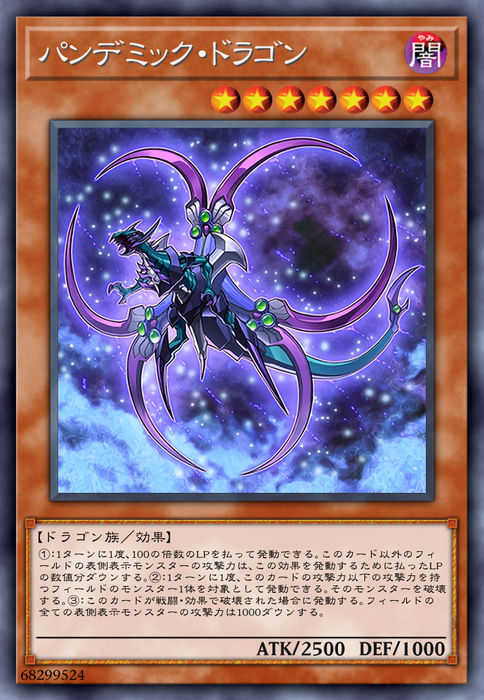 パンデミック・ドラゴン
やみ
闇
【ドラゴン族／効果】
①:1ターンに1度、100の倍数のLPを払って発動できる。このカード以外のフィ
ールドの表側表示モンスターの攻撃力は、この効果を発動するために払ったLP
の数値分ダウンする。②:1ターンに1度、このカードの攻撃力以下の攻撃力を持
つフィールドのモンスター1体を対象として発動できる。そのモンスターを破壊
する。③:このカードが戦闘・効果で破壊された場合に発動する。フィールドの
全ての表側表示モンスターの攻撃力は1000ダウンする。
ATK/2500 DEF/1000
68299524